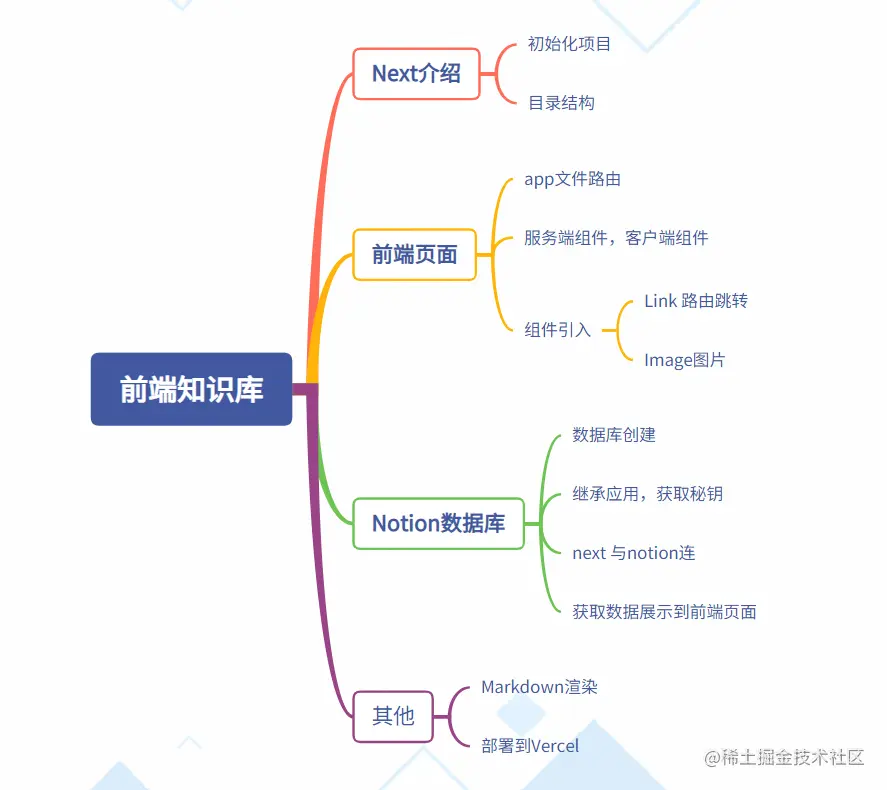 前端知识库
Next介绍
初始化项目
目录结构
前端页面
app文件路由
服务端组件，客户端组件
组件引入
Link 路由跳转
Image图片
Notion数据库
数据库创建
继承应用，获取秘钥
next 与notion连
获取数据展示到前端页面
其他
Markdown渲染
部署到Vercel
@稀土掘金技术社区